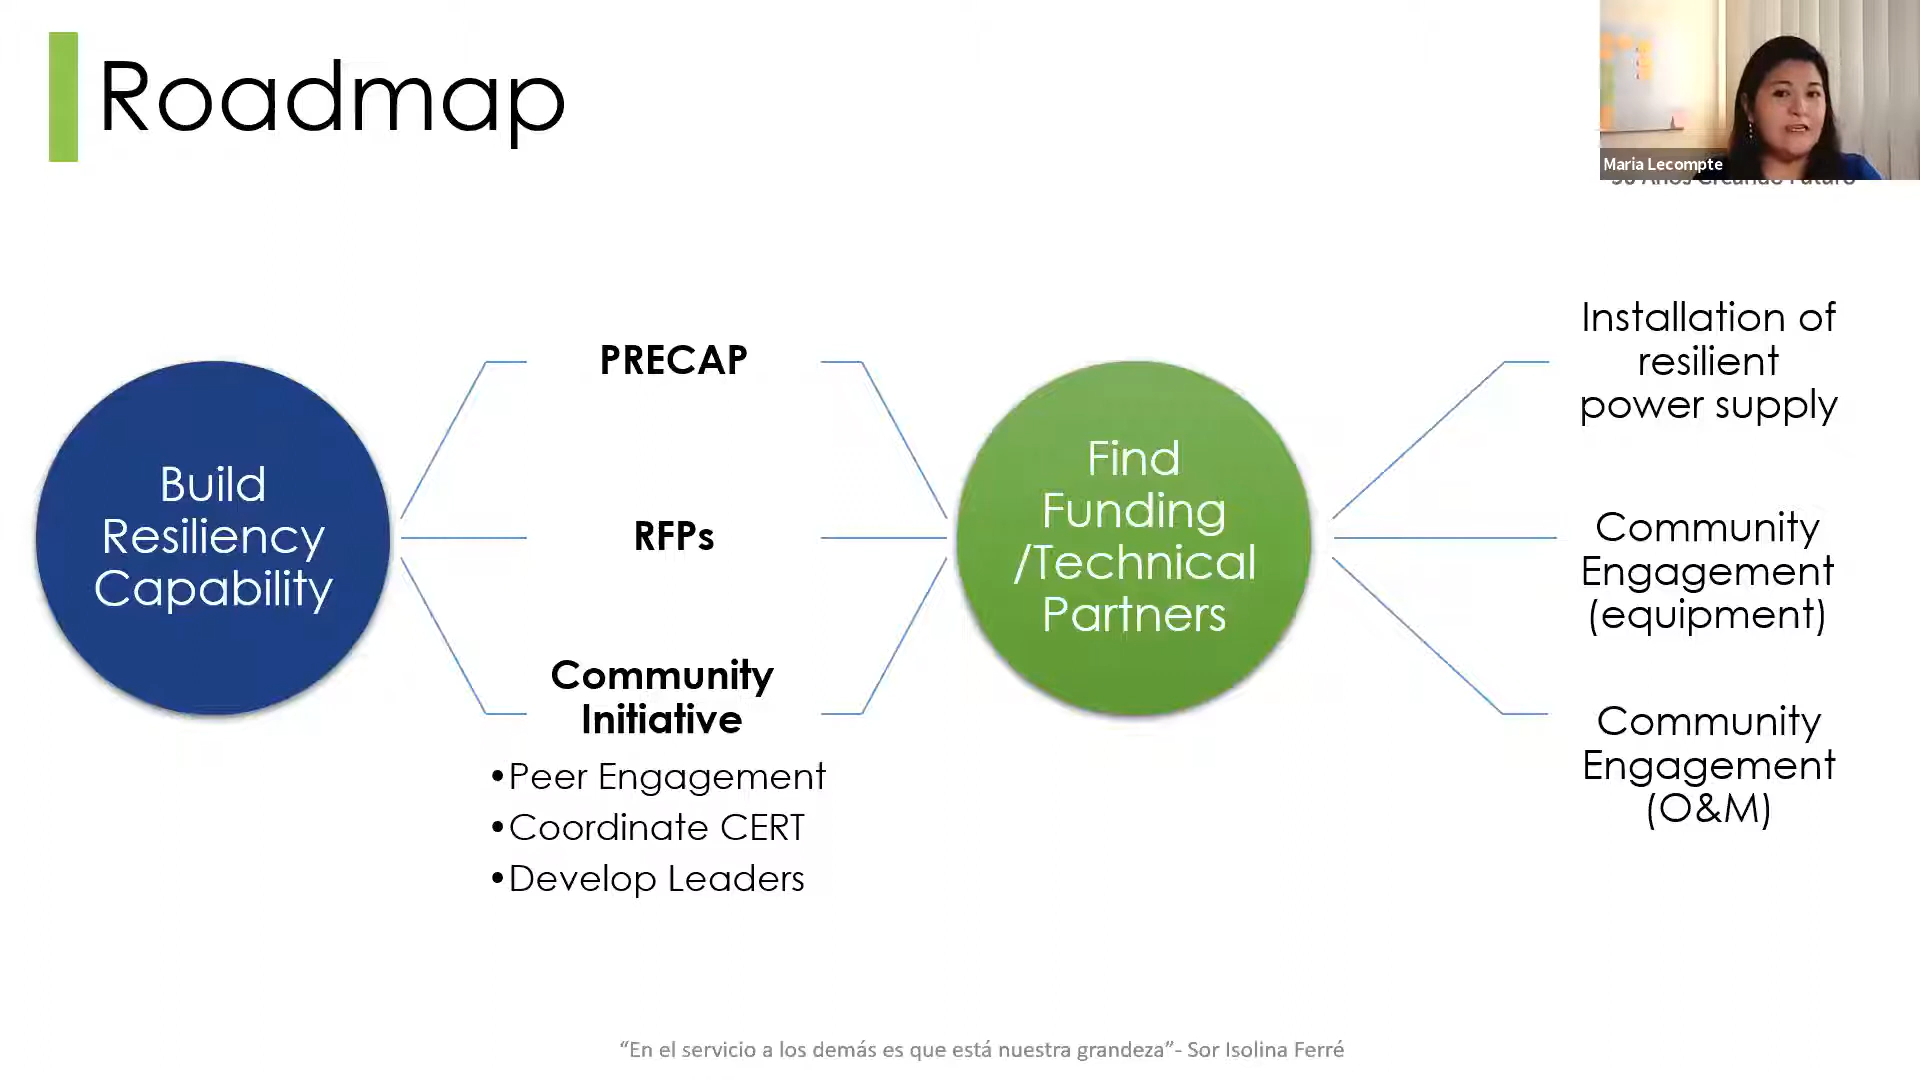 Roadmap
Maria Lecompte
Build
Resiliency
Capability
PRECAP
RFPs
Community
Initiative
•Peer Engagement
•Coordinate CERT
•Develop Leaders
Find
Funding
/Technical
Partners
Installation of
resilient
power supply
Community
Engagement
(equipment)
Community
Engagement
(O&M)
“En el servicio a los demás es que está nuestra grandeza”- Sor Isolina Ferré